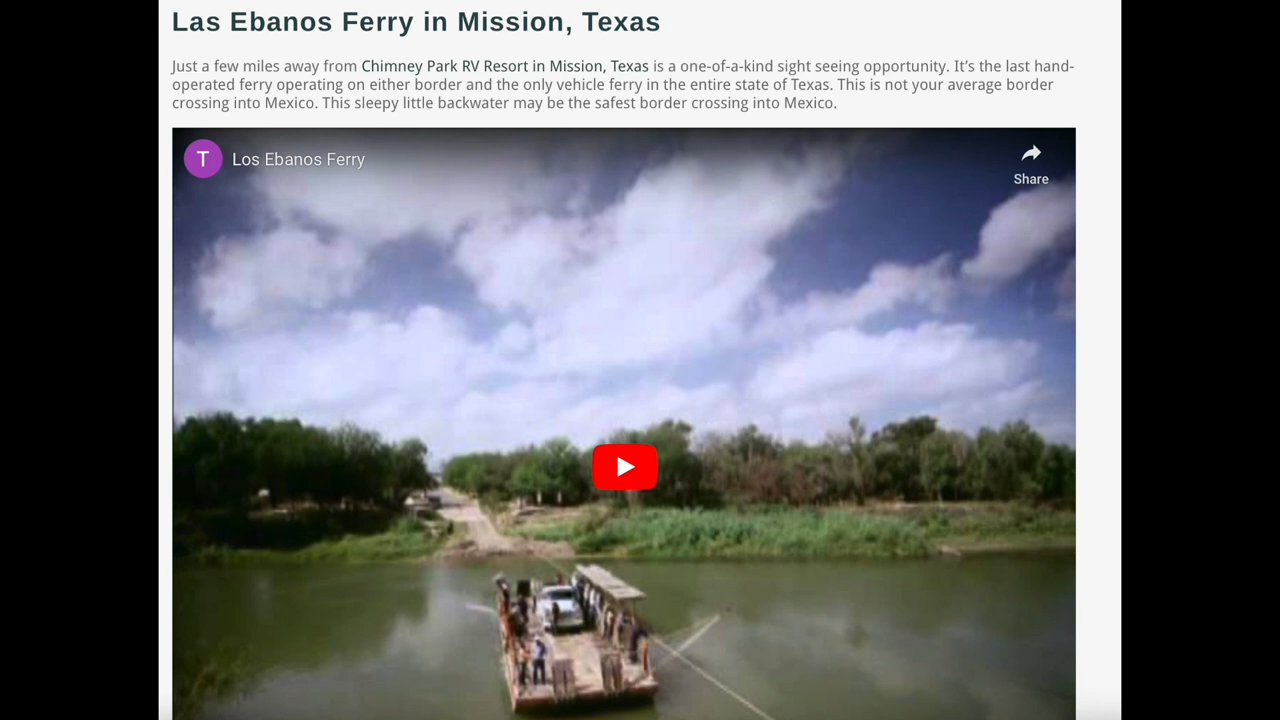 Las Ebanos Ferry in Mission, Texas
Just a few miles away from Chimney Park RV Resort in Mission, Texas is a one-of-a-kind sight seeing opportunity. It’s the last hand-
operated ferry operating on either border and the only vehicle ferry in the entire state of Texas. This is not your average border
crossing into Mexico. This sleepy little backwater may be the safest border crossing into Mexico.
T Los Ebanos Ferry
Share